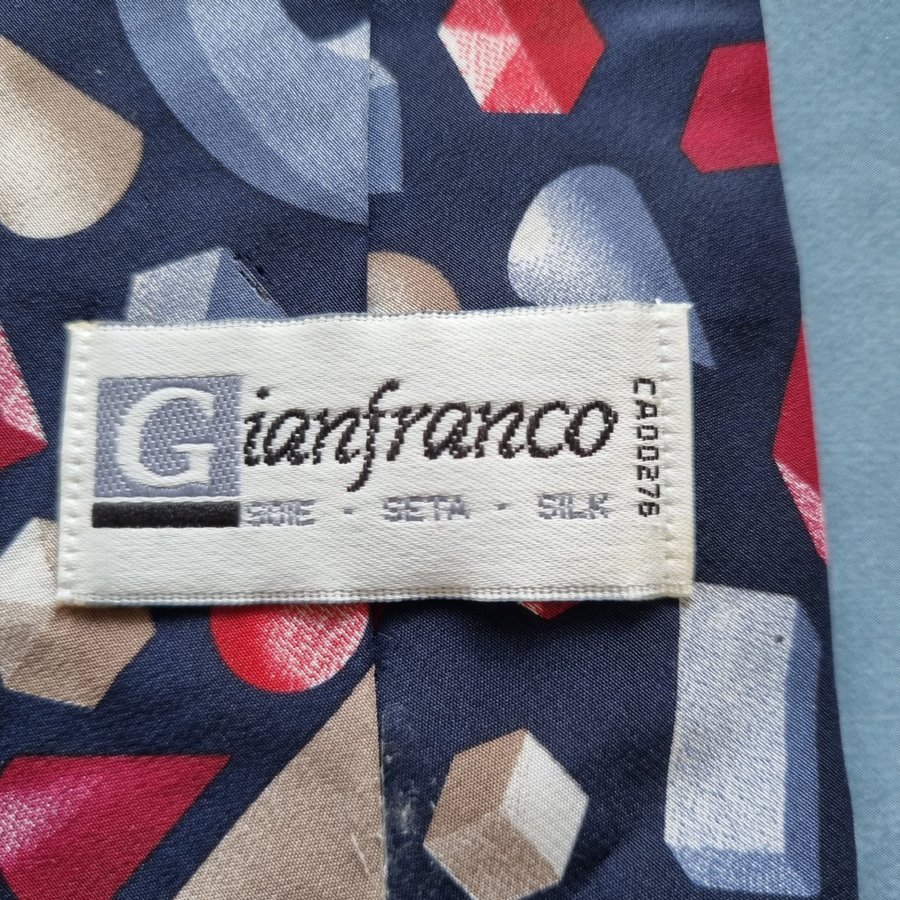 Gianfranco
SOIE - SETA - SILK
CA00276